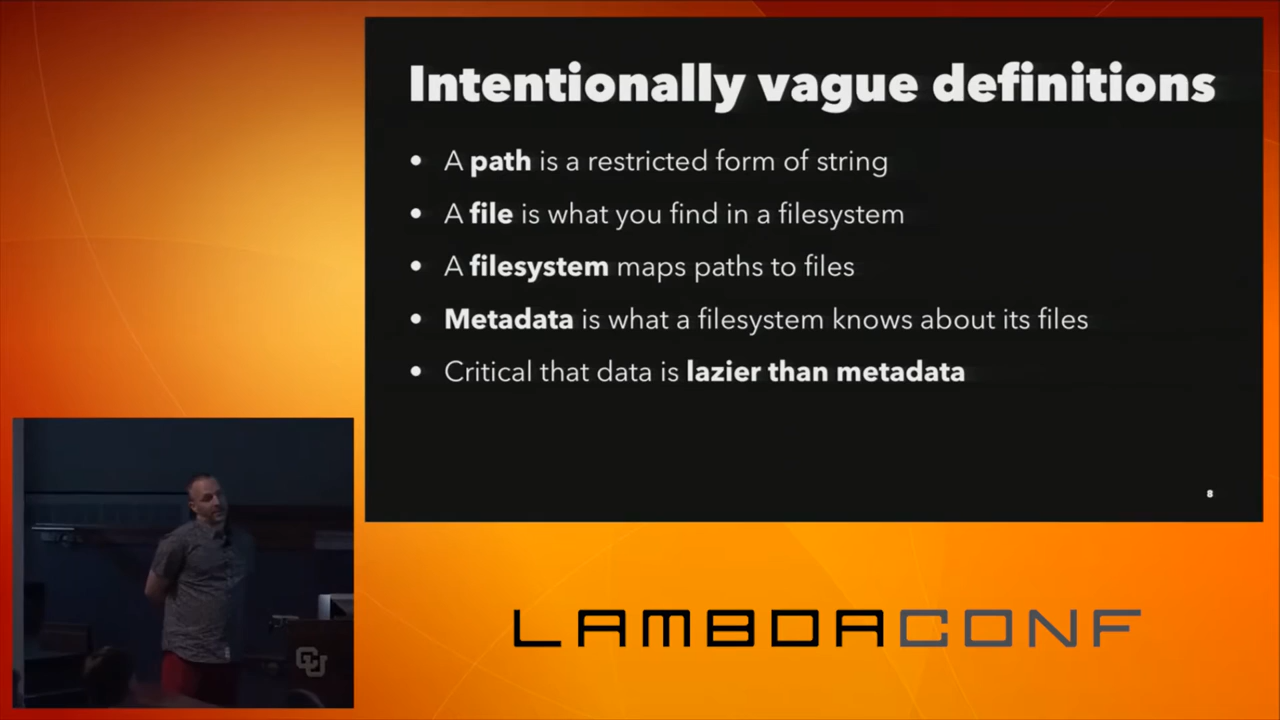 Intentionally vague definitions
• A path is a restricted form of string
• A file is what you find in a filesystem
• A filesystem maps paths to files
• Metadata is what a filesystem knows about its files
• Critical that data is lazier than metadata
8
CU
LAMBDACONF